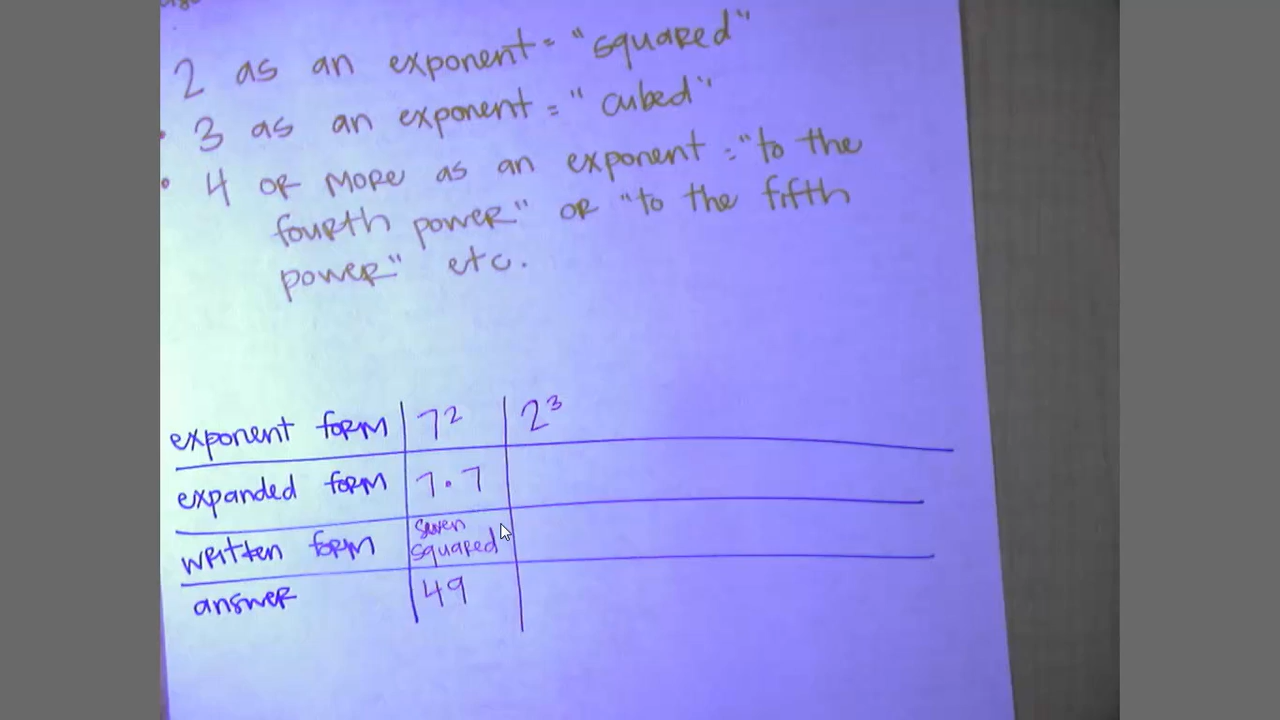 2 as an exponent = "squared"
• 3 as an exponent = "cubed"
• 4 or more as an exponent = "to the
fourth power" or "to the fifth
power" etc.
exponent form 7² 2³
expanded form 7 • 7
written form seven squared
answer 49